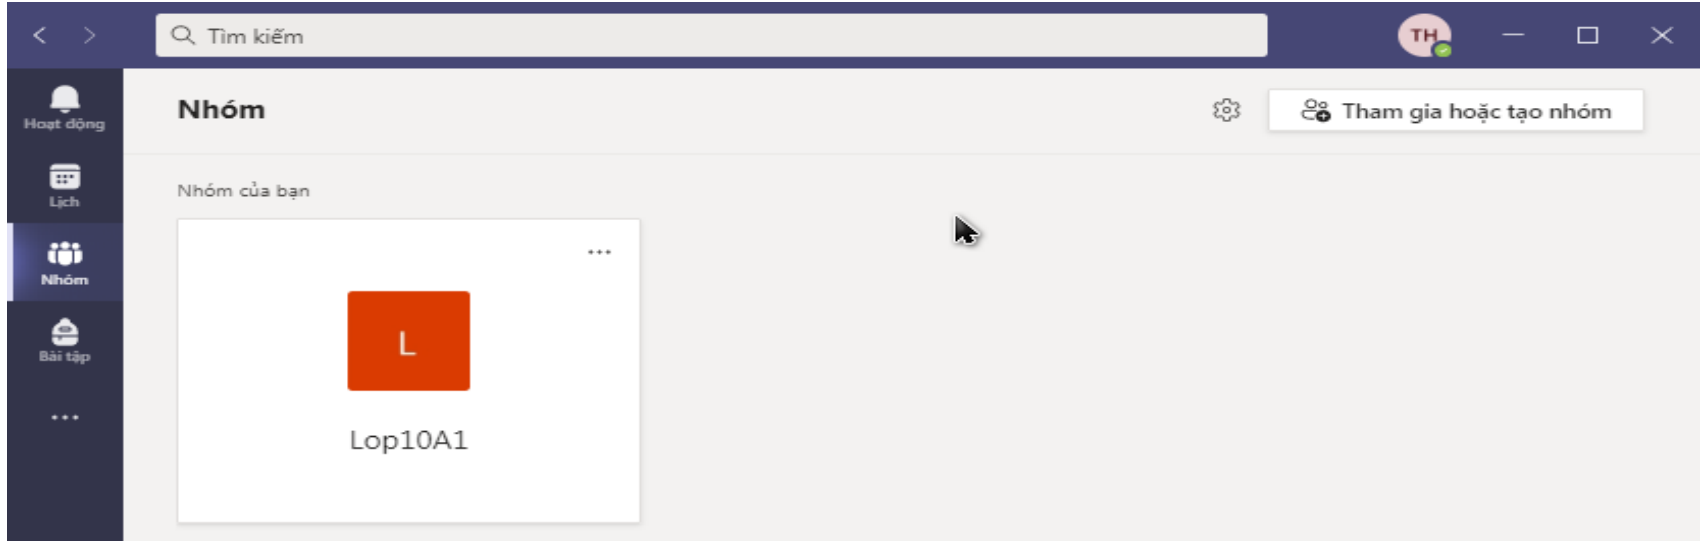 Tìm kiếm
TH
Hoạt động
Lịch
Nhóm
Bài tập
Nhóm
Tham gia hoặc tạo nhóm
Nhóm của bạn
L
Lop10A1